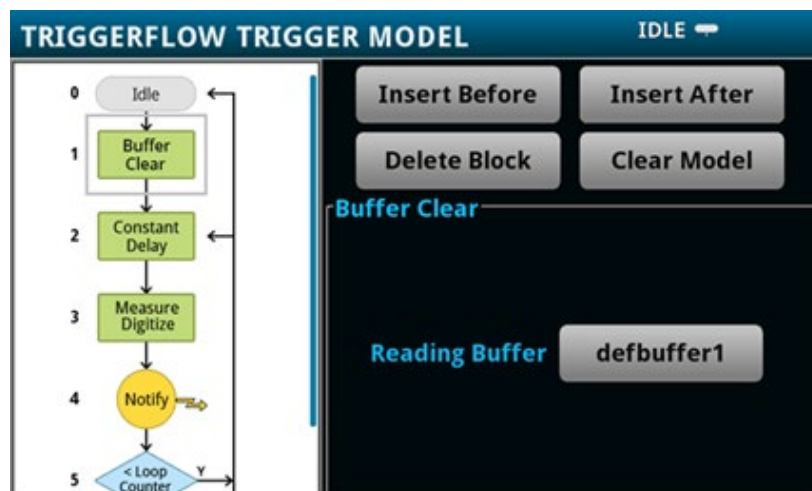 TRIGGERFLOW TRIGGER MODEL
IDLE
0
Idle
1
Buffer
Clear
2
Constant
Delay
3
Measure
Digitize
4
Notify
5
< Loop
Counter
Y
Insert Before
Insert After
Delete Block
Clear Model
Buffer Clear
Reading Buffer
defbuffer1